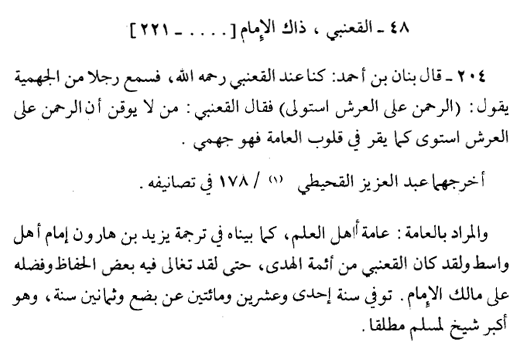 ٤٨ ـ القعنبي ، ذاك الإمام [ . . . . ـ ٢٢١ ]
٢٠٤ ـ قال بنان بن أحمد: كنا عند القعنبي رحمه الله، فسمع رجلا من الجهمية
يقول: (الرحمن على العرش استولى) فقال القعنبي: من لا يوقن أن الرحمن على
العرش استوى كما يقر في قلوب العامة فهو جهمي .
أخرجهما عبد العزيز القحيطي (١) / ١٧٨ في تصانيفه.
والمراد بالعامة: عامة أهل العلم، كما بيناه في ترجمة يزيد بن هارون إمام أهل
واسط ولقد كان القعنبي من أئمة الهدى، حتى لقد تغالى فيه بعض الحفاظ وفضله
على مالك الإمام. توفي سنة إحدى وعشرين ومائتين عن بضع وثمانين سنة، وهو
أكبر شيخ لمسلم مطلقا.